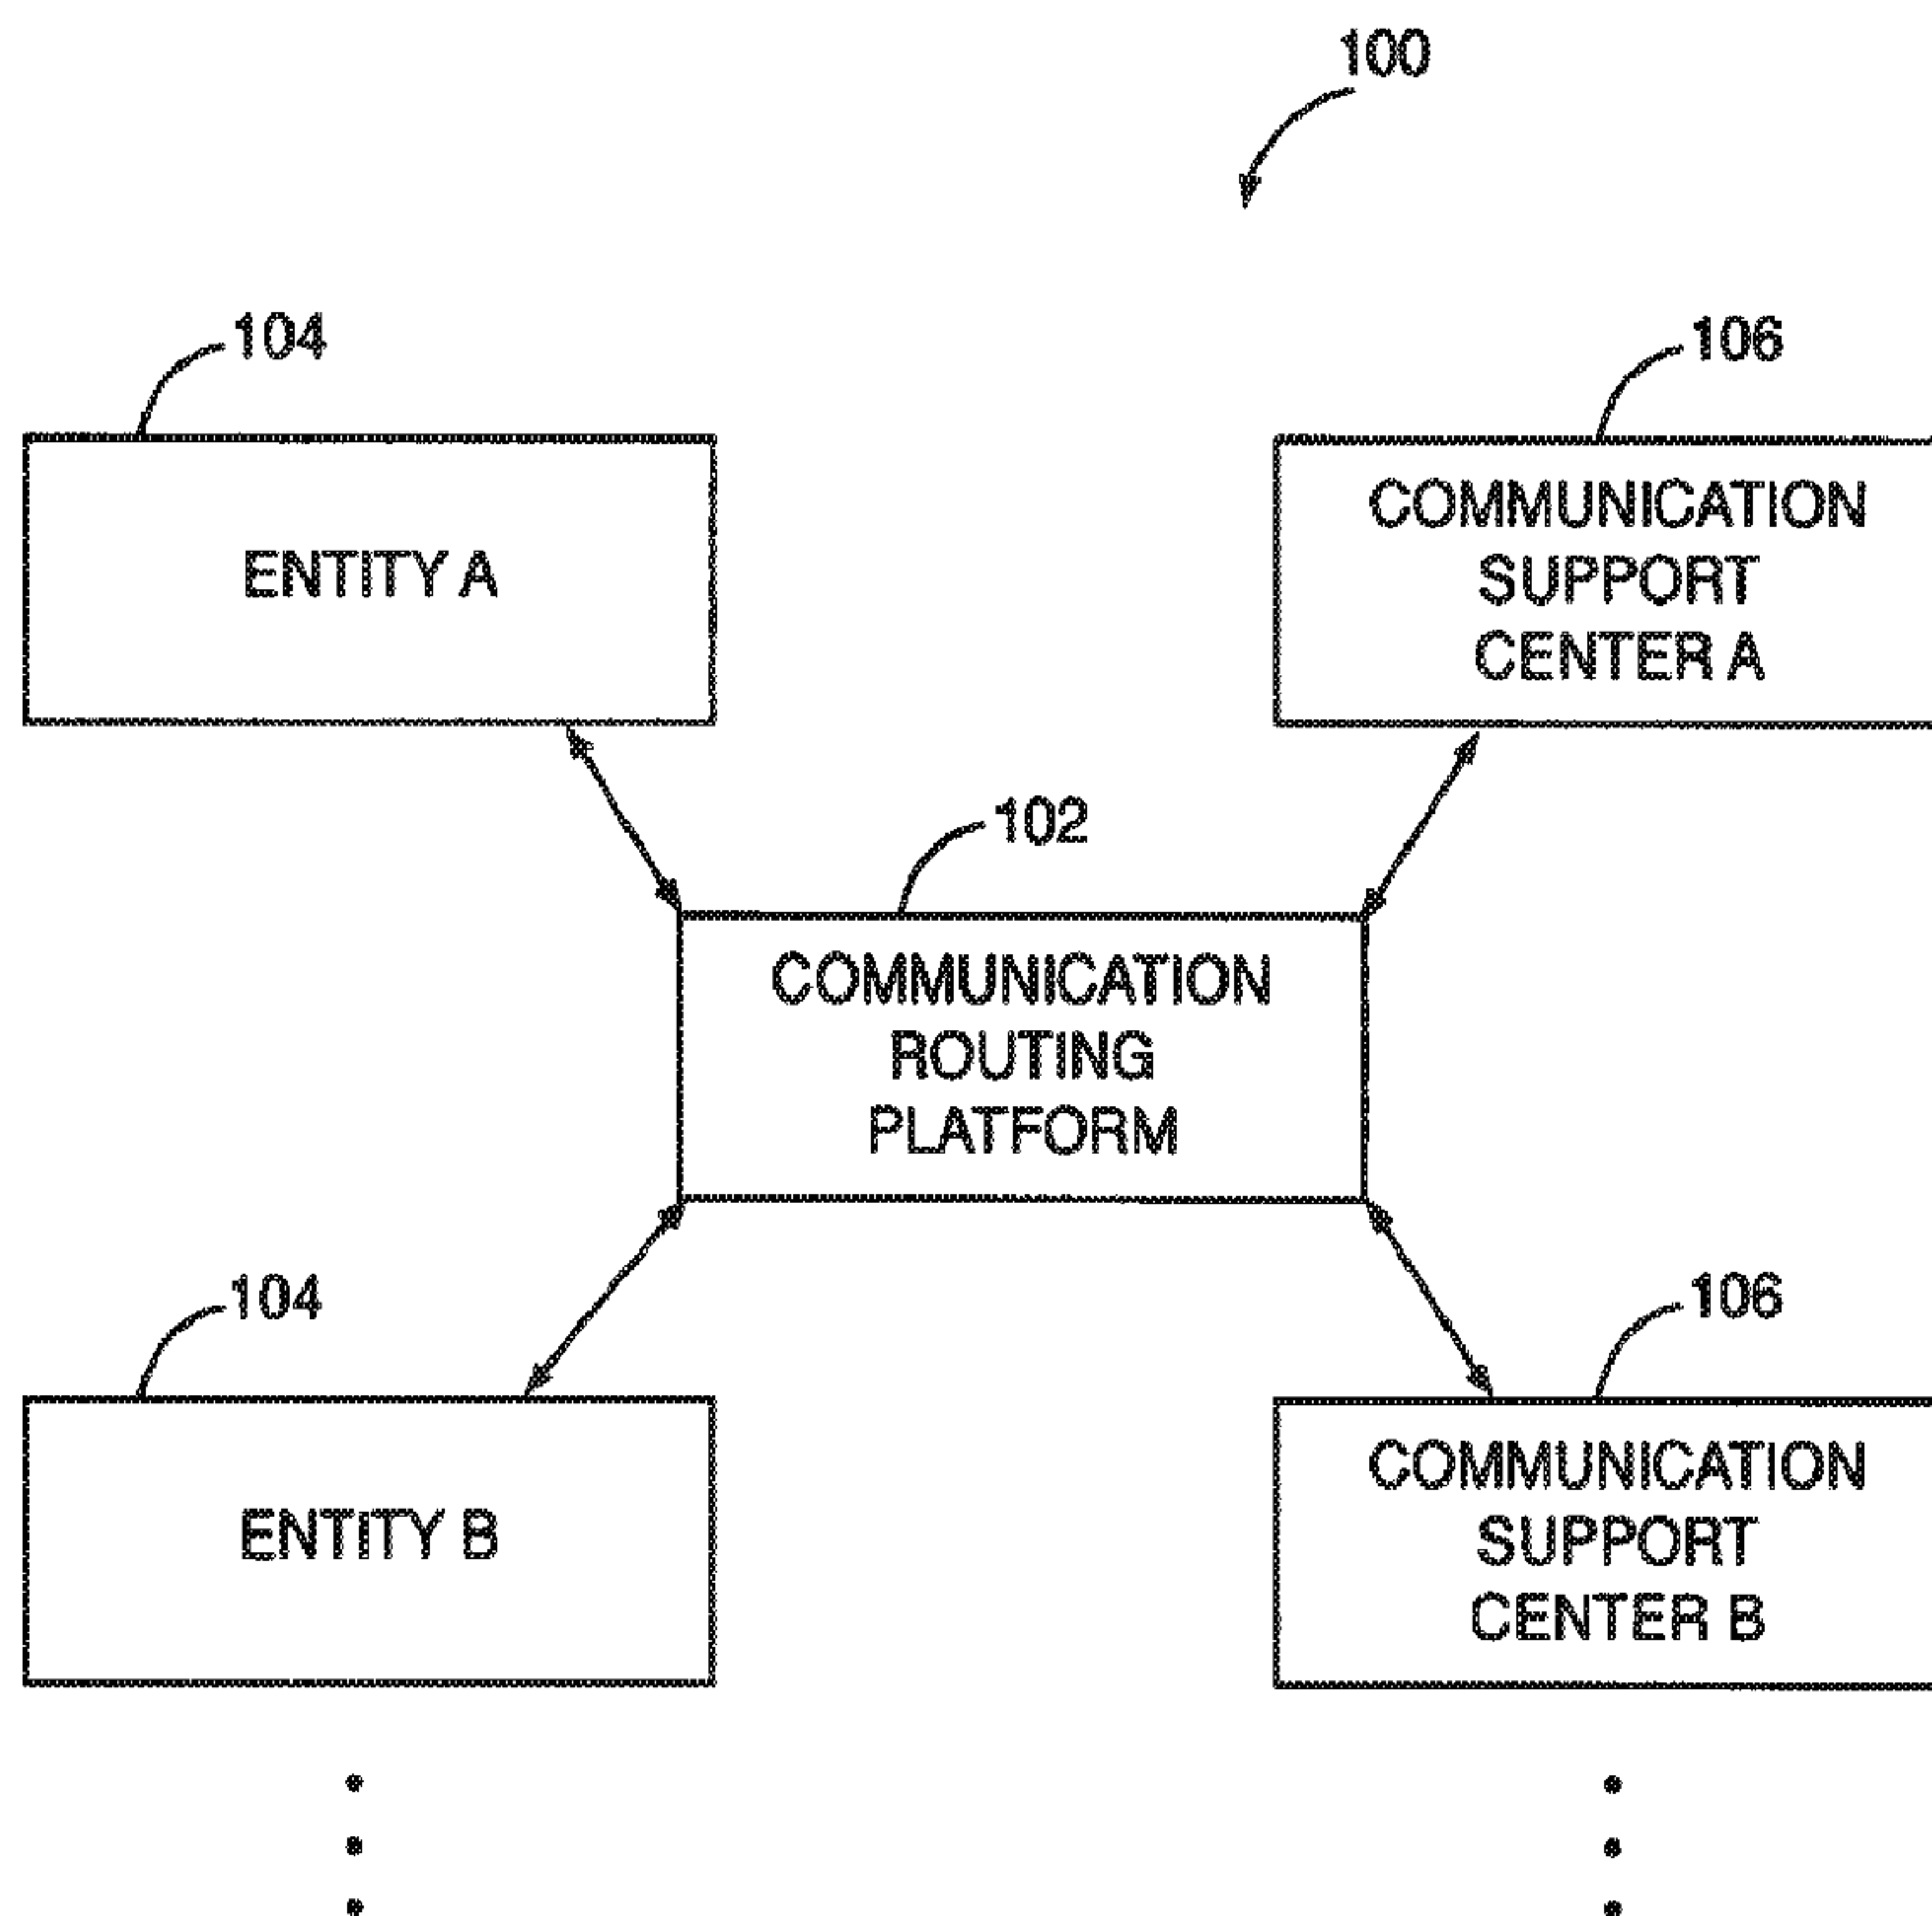 100
104
106
ENTITY A
COMMUNICATION
SUPPORT
CENTER A
102
COMMUNICATION
ROUTING
PLATFORM
104
106
ENTITY B
COMMUNICATION
SUPPORT
CENTER B